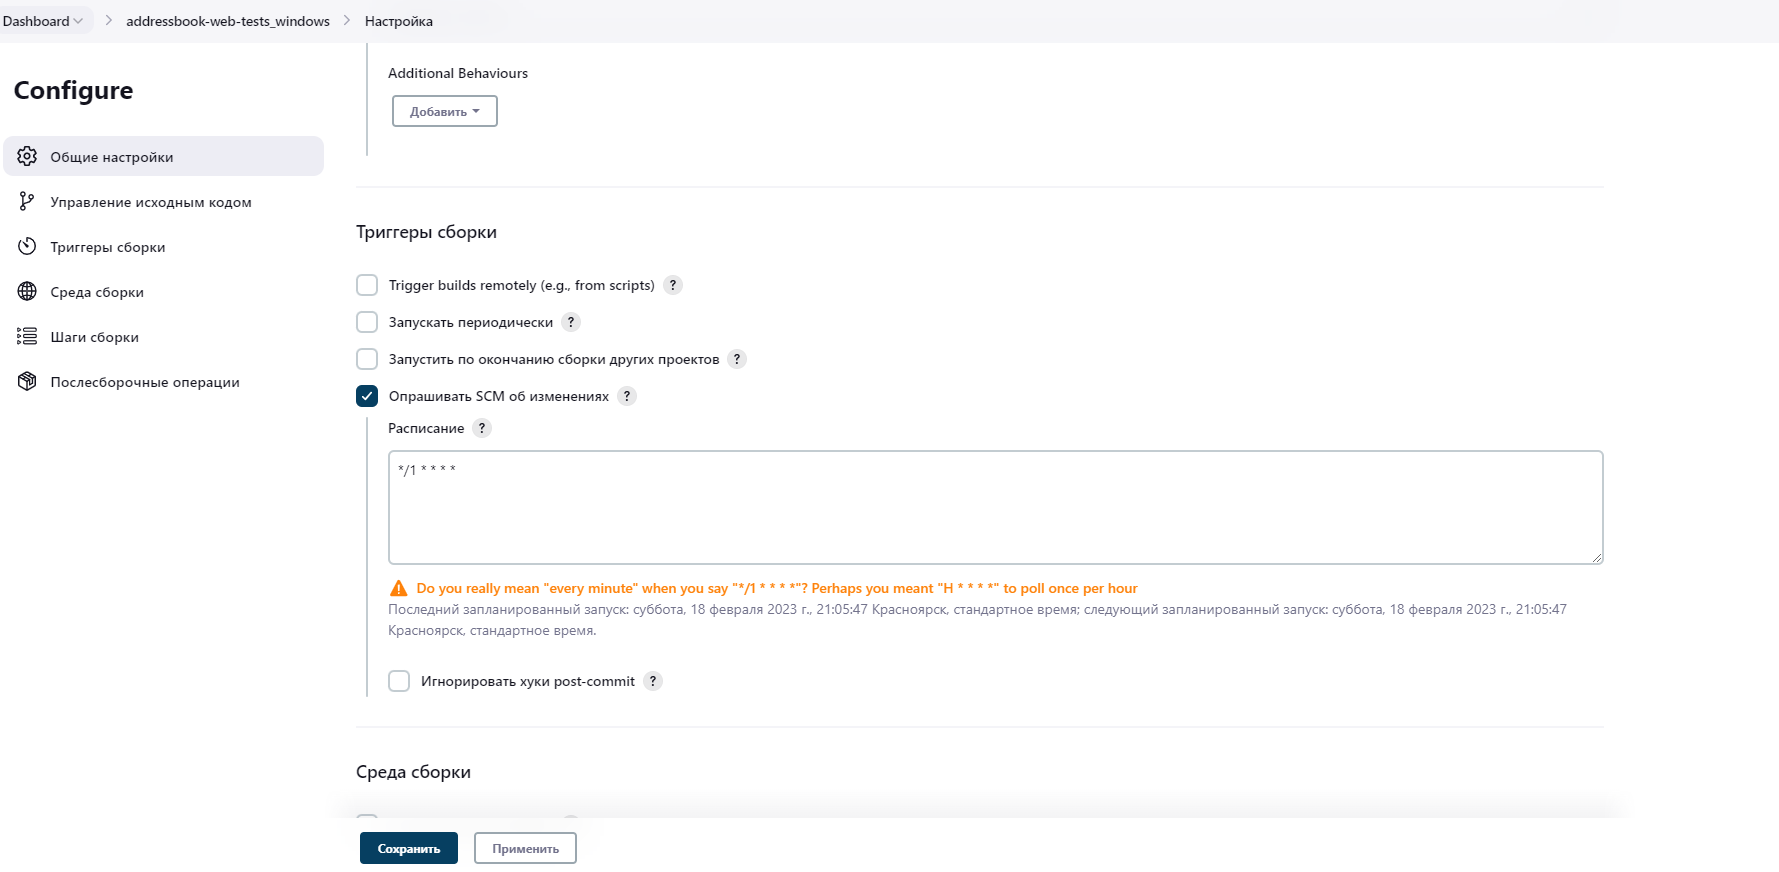 Dashboard
addressbook-web-tests_windows
Настройка
Configure
Общие настройки
Управление исходным кодом
Триггеры сборки
Среда сборки
Шаги сборки
Послесборочные операции
Additional Behaviours
Добавить
Триггеры сборки
Trigger builds remotely (e.g., from scripts) ?
Запускать периодически ?
Запустить по окончанию сборки других проектов ?
Опрашивать SCM об изменениях ?
Расписание ?
*/1 * * * *
Do you really mean "every minute" when you say "*/1 * * * *"? Perhaps you meant "H * * * *" to poll once per hour
Последний запланированный запуск: суббота, 18 февраля 2023 г., 21:05:47 Красноярск, стандартное время; следующий запланированный запуск: суббота, 18 февраля 2023 г., 21:05:47
Красноярск, стандартное время.
Игнорировать хуки post-commit ?
Среда сборки
Сохранить
Применить